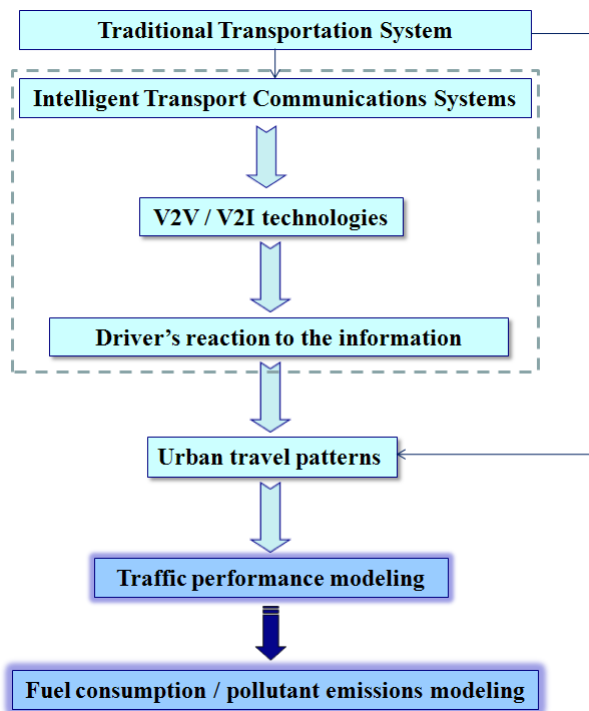 Traditional Transportation System
Intelligent Transport Communications Systems
V2V / V2I technologies
Driver's reaction to the information
Urban travel patterns
Traffic performance modeling
Fuel consumption / pollutant emissions modeling